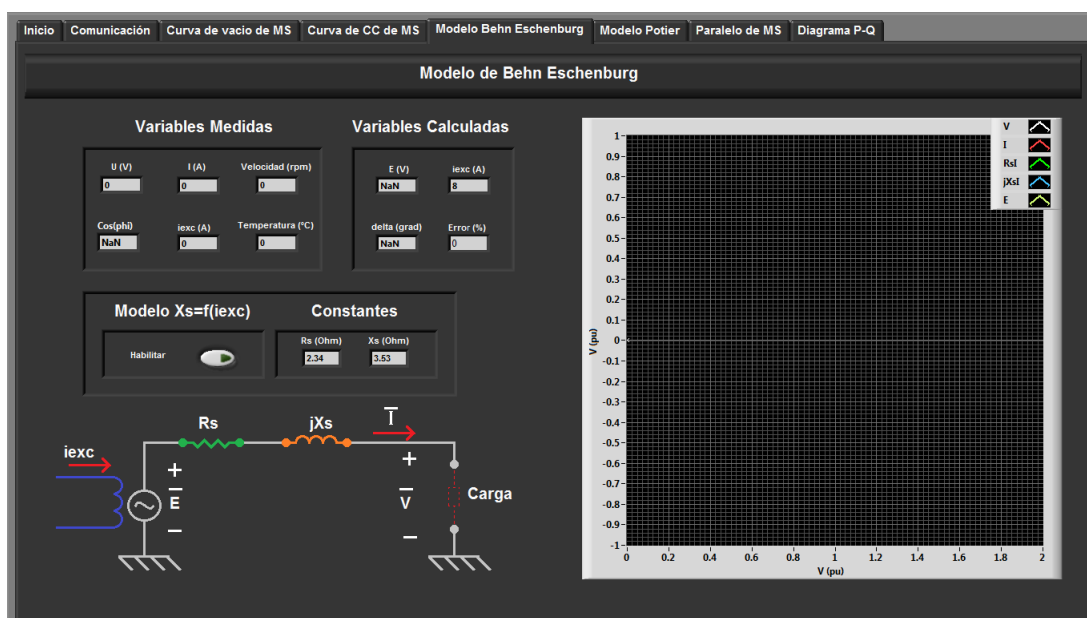 Inicio Comunicación Curva de vacio de MS Curva de CC de MS Modelo Behn Eschenburg Modelo Potier Paralelo de MS Diagrama P-Q
Modelo de Behn Eschenburg
Variables Medidas
U (V) I (A) Velocidad (rpm)
0 0 0
Cos(phi) iexc (A) Temperatura (ºC)
NaN 0 0
Variables Calculadas
E (V) iexc (A)
NaN 8
delta (grad) Error (%)
NaN 0
Modelo Xs=f(iexc)
Habilitar
Constantes
Rs (Ohm) Xs (Ohm)
2.34 3.53
iexc
+
E
−
Rs
jXs
I
+
V
−
Carga
V
I
RsI
jXsI
E
V (pu)
1
0.9
0.8
0.7
0.6
0.5
0.4
0.3
0.2
0.1
0
-0.1
-0.2
-0.3
-0.4
-0.5
-0.6
-0.7
-0.8
-0.9
-1
0 0.2 0.4 0.6 0.8 1 1.2 1.4 1.6 1.8 2
V (pu)